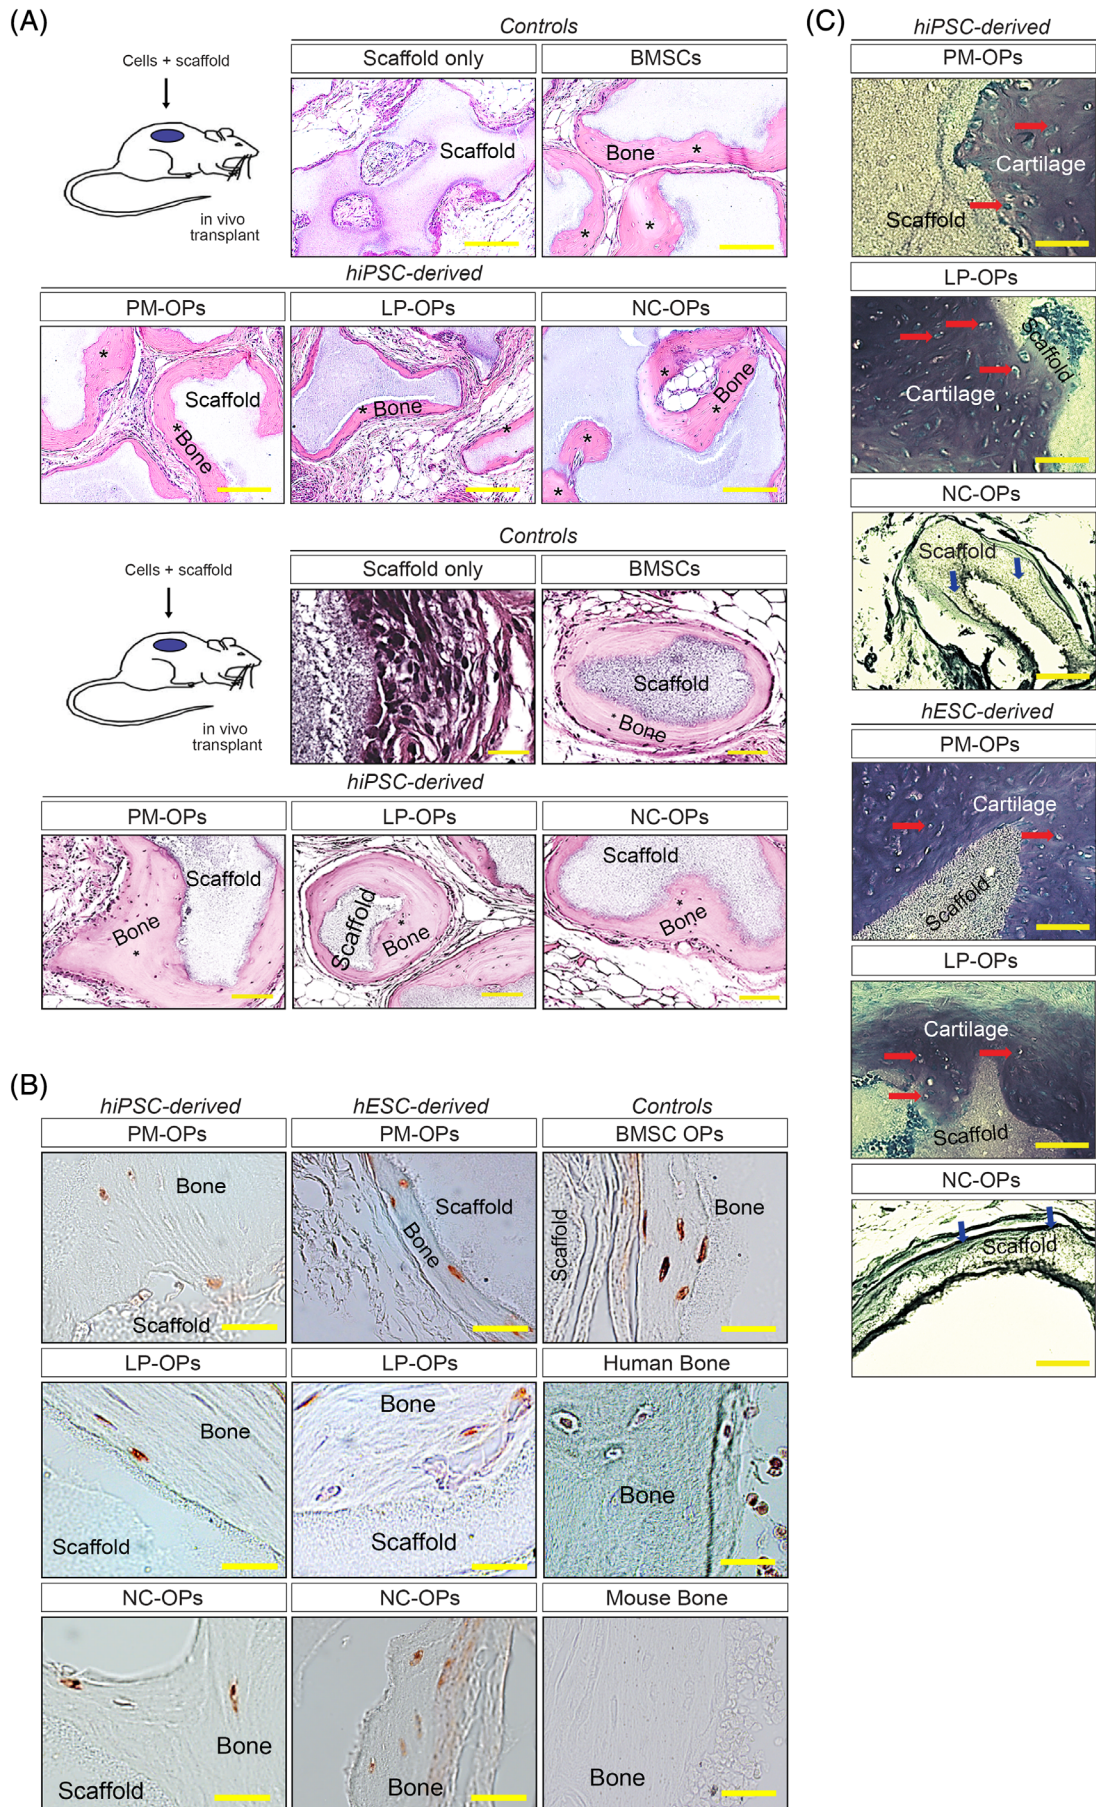 (A)
Controls
Cells + scaffold
Scaffold only
BMSCs
Scaffold
Bone
*
*
*
in vivo
transplant
hiPSC-derived
PM-OPs
LP-OPs
NC-OPs
*
Scaffold
*
Bone
* Bone
*
*
* Bone
*
*
Controls
Cells + scaffold
Scaffold only
BMSCs
Scaffold
*
Bone
in vivo
transplant
hiPSC-derived
PM-OPs
LP-OPs
NC-OPs
Scaffold
Bone
*
Scaffold
*
Bone
Scaffold
*
Bone
(B)
hiPSC-derived
hESC-derived
Controls
PM-OPs
PM-OPs
BMSC OPs
Bone
Scaffold
Scaffold
Bone
Scaffold
Bone
LP-OPs
LP-OPs
Human Bone
Bone
Scaffold
Bone
Scaffold
Bone
NC-OPs
NC-OPs
Mouse Bone
Bone
Scaffold
Bone
Bone
(C)
hiPSC-derived
PM-OPs
Cartilage
Scaffold
LP-OPs
Scaffold
Cartilage
NC-OPs
Scaffold
hESC-derived
PM-OPs
Cartilage
Scaffold
LP-OPs
Cartilage
Scaffold
NC-OPs
Scaffold